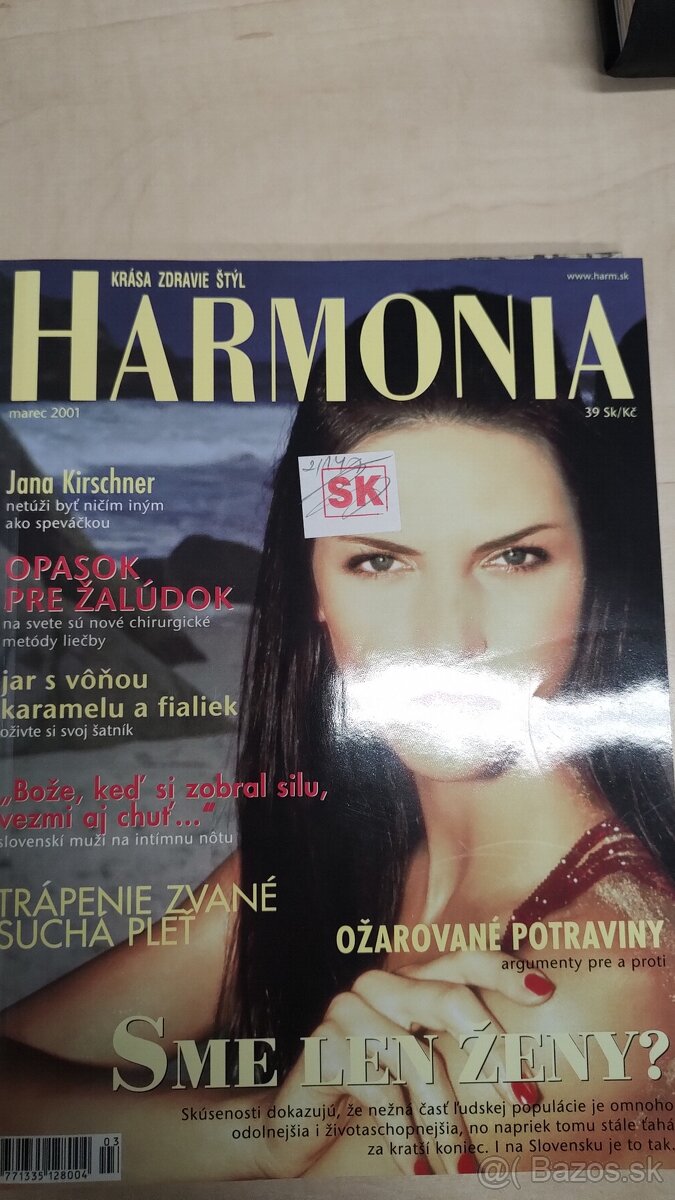 KRÁSA ZDRAVIE ŠTÝL
www.harm.sk
HARMONIA
marec 2001
39 Sk/Kč
SK
Jana Kirschner
netúži byť ničím iným
ako speváčkou
OPASOK
PRE ŽALÚDOK
na svete sú nové chirurgické
metódy liečby
jar s vôňou
karamelu a fialiek
oživte si svoj šatník
„Bože, keď si zobral silu,
vezmi aj chuť...“
slovenskí muži na intímnu nôtu
TRÁPENIE ZVANÉ
SUCHÁ PLEŤ
OŽAROVANÉ POTRAVINY
argumenty pre a proti
SME LEN ŽENY?
Skúsenosti dokazujú, že nežná časť ľudskej populácie je omnoho
odolnejšia i životaschopnejšia, no napriek tomu stále ťahá
za kratší koniec. I na Slovensku je to tak.
03
771335128004
@( Bazos.sk